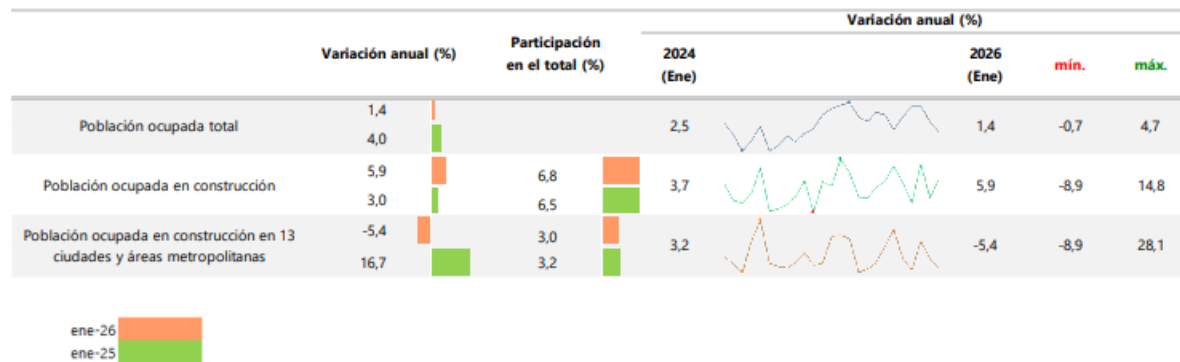 Variación anual (%)
Variación anual (%)
Participación
en el total (%)
2024
(Ene)
2026
(Ene)
mín.
máx.
Población ocupada total
1,4
4,0
2,5
1,4
-0,7
4,7
Población ocupada en construcción
5,9
3,0
6,8
6,5
3,7
5,9
-8,9
14,8
Población ocupada en construcción en 13
ciudades y áreas metropolitanas
-5,4
16,7
3,0
3,2
3,2
-5,4
-8,9
28,1
ene-26
ene-25